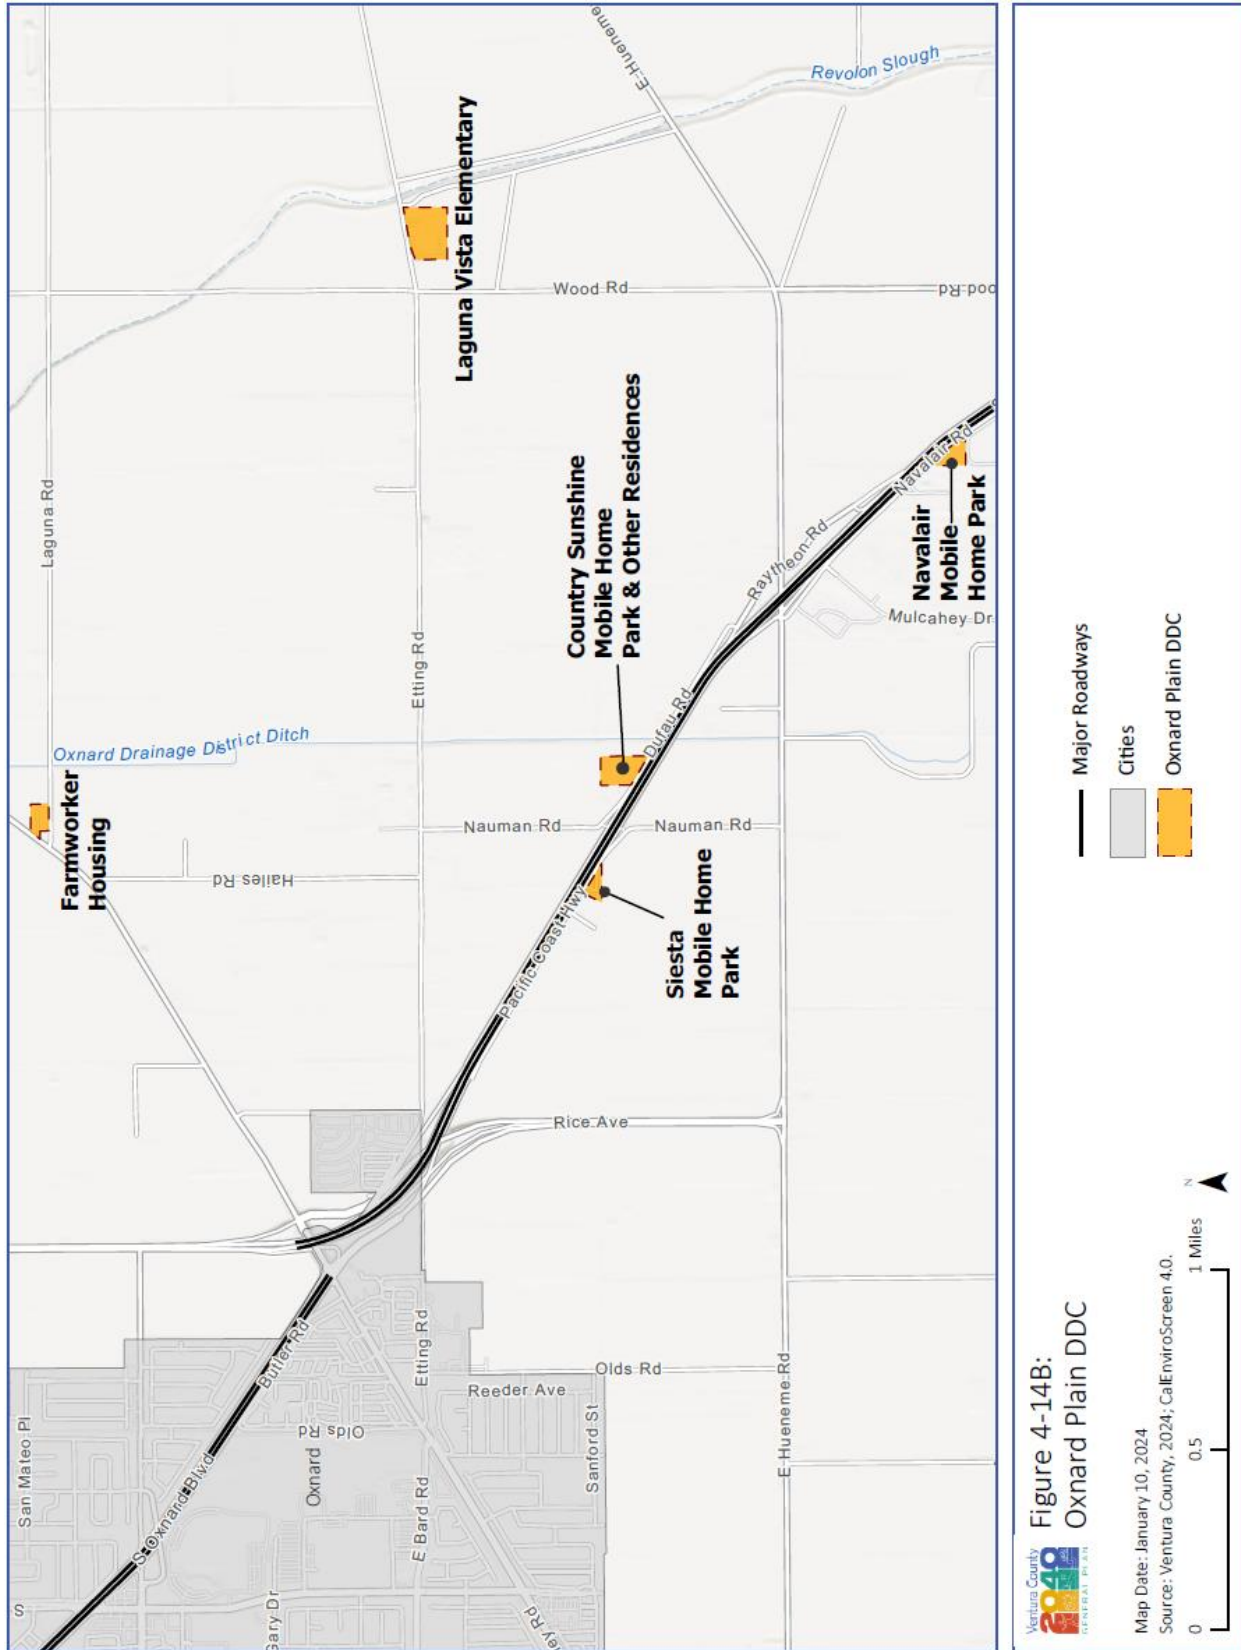 San Mateo Pl
S Oxnard Blvd
Butler Rd
Olds Rd
Oxnard
Gary Dr
S
E Bard Rd
Etting Rd
Reeder Ave
Sanford St
Olds Rd
E Hueneme Rd
Rice Ave
Pacific Coast Hwy
Hailes Rd
Nauman Rd
Nauman Rd
Farmworker
Housing
Laguna Rd
Oxnard Drainage District Ditch
Etting Rd
Siesta
Mobile Home
Park
Country Sunshine
Mobile Home
Park & Other Residences
Dufau Rd
Raytheon Rd
Mulcahey Dr
Navalair
Mobile
Home Park
Navalair Rd
Laguna Vista Elementary
Wood Rd
ood Rd
E Hueneme
Revolon Slough
Ventura County
2040
GENERAL PLAN
Figure 4-14B:
Oxnard Plain DDC
Map Date: January 10, 2024
Source: Ventura County, 2024; CalEnviroScreen 4.0.
0 0.5 1 Miles
N
Major Roadways
Cities
Oxnard Plain DDC